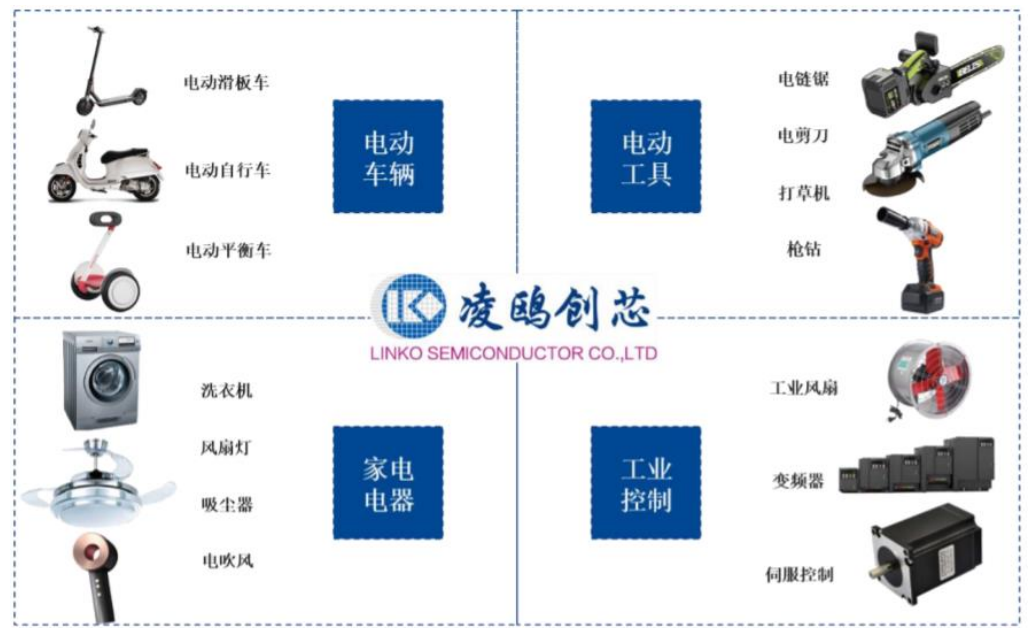 电动滑板车
电动自行车
电动平衡车
电动
车辆
电动
工具
电链锯
电剪刀
打草机
枪钻
凌鸥创芯
LINKO SEMICONDUCTOR CO.,LTD
洗衣机
风扇灯
吸尘器
电吹风
家电
电器
工业
控制
工业风扇
变频器
伺服控制